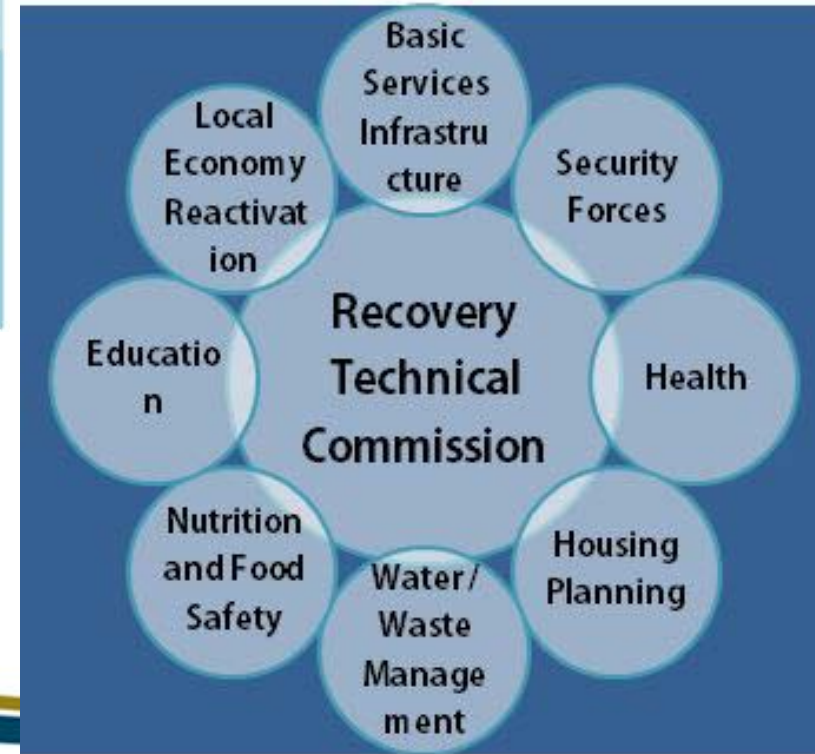 Basic
Services
Infrastru
cture
Security
Forces
Health
Housing
Planning
Water/
Waste
Manage
ment
Nutrition
and Food
Safety
Educatio
n
Local
Economy
Reactivat
ion
Recovery
Technical
Commission